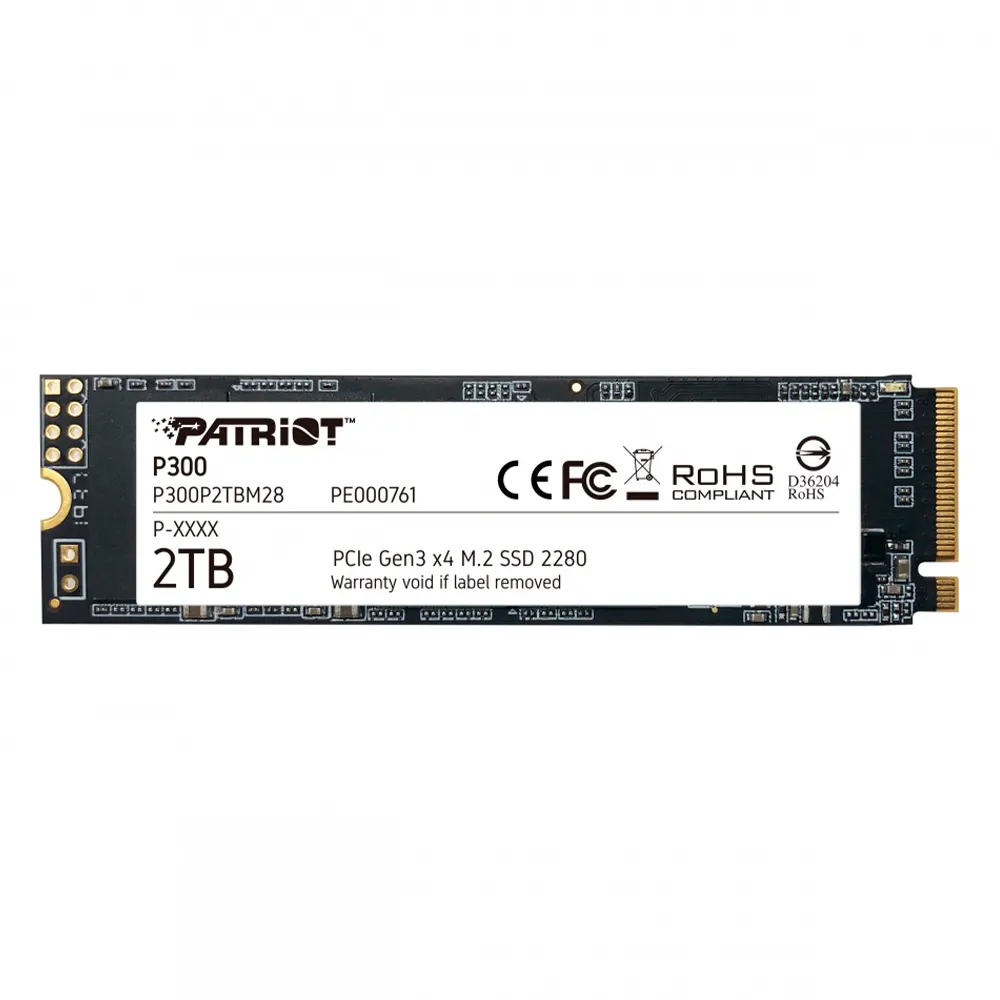 PATRIOT™
P300
P300P2TBM28 PE000761
CE FC RoHS
COMPLIANT
D36204
RoHS
P-XXXX
2TB
PCIe Gen3 x4 M.2 SSD 2280
Warranty void if label removed